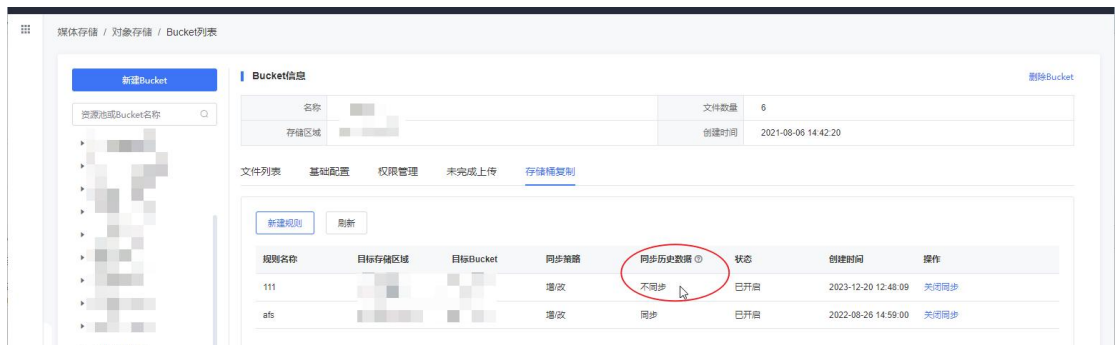 媒体存储 / 对象存储 / Bucket列表
新建Bucket
资源池或Bucket名称
Bucket信息
删除Bucket
名称
文件数量 6
存储区域
创建时间 2021-08-06 14:42:20
文件列表 基础配置 权限管理 未完成上传 存储桶复制
新建规则 刷新
规则名称 目标存储区域 目标Bucket 同步策略 同步历史数据 状态 创建时间 操作
111 增/改 不同步 已开启 2023-12-20 12:48:09 关闭同步
afs 增/改 同步 已开启 2022-08-26 14:59:00 关闭同步